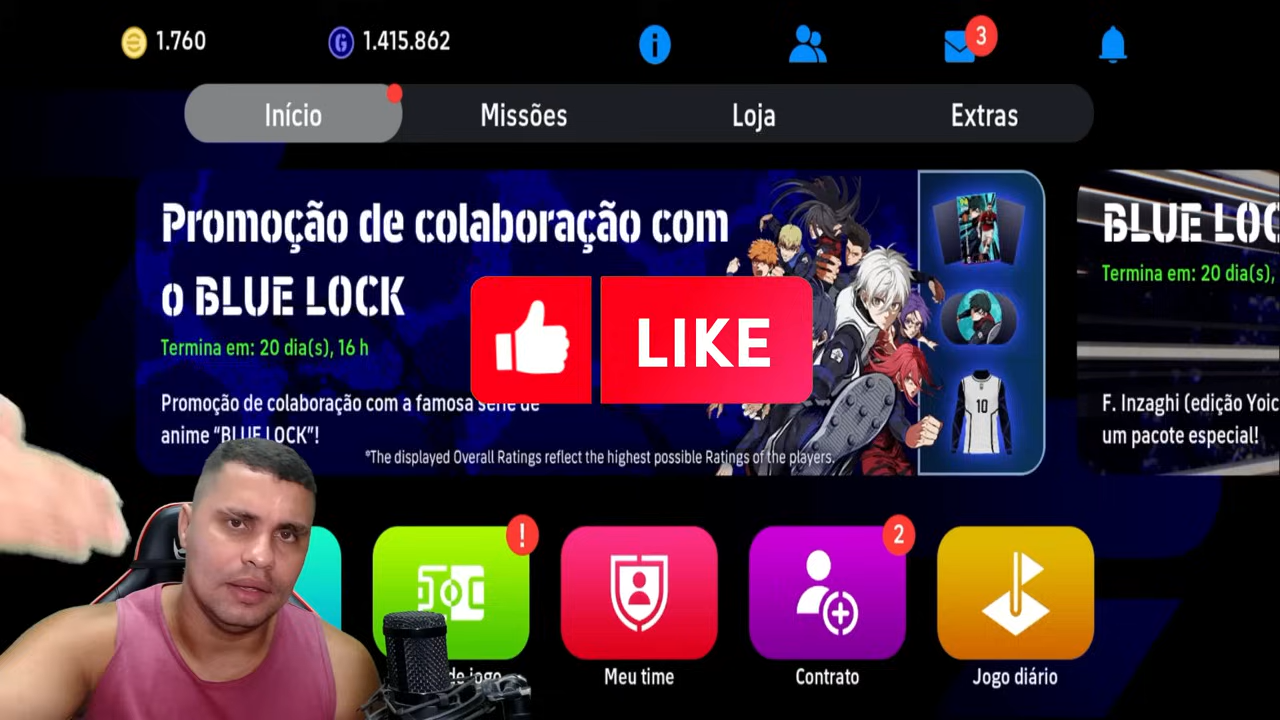 1.760
1.415.862
3
Início
Missões
Loja
Extras
Promoção de colaboração com
o BLUE LOCK
Termina em: 20 dia(s), 16 h
Promoção de colaboração com a famosa série de
anime “BLUE LOCK”!
*The displayed Overall Ratings reflect the highest possible Ratings of the players.
10
BLUE LOC
Termina em: 20 dia(s),
F. Inzaghi (edição Yoic
um pacote especial!
LIKE
!
2
de jogo
Meu time
Contrato
Jogo diário